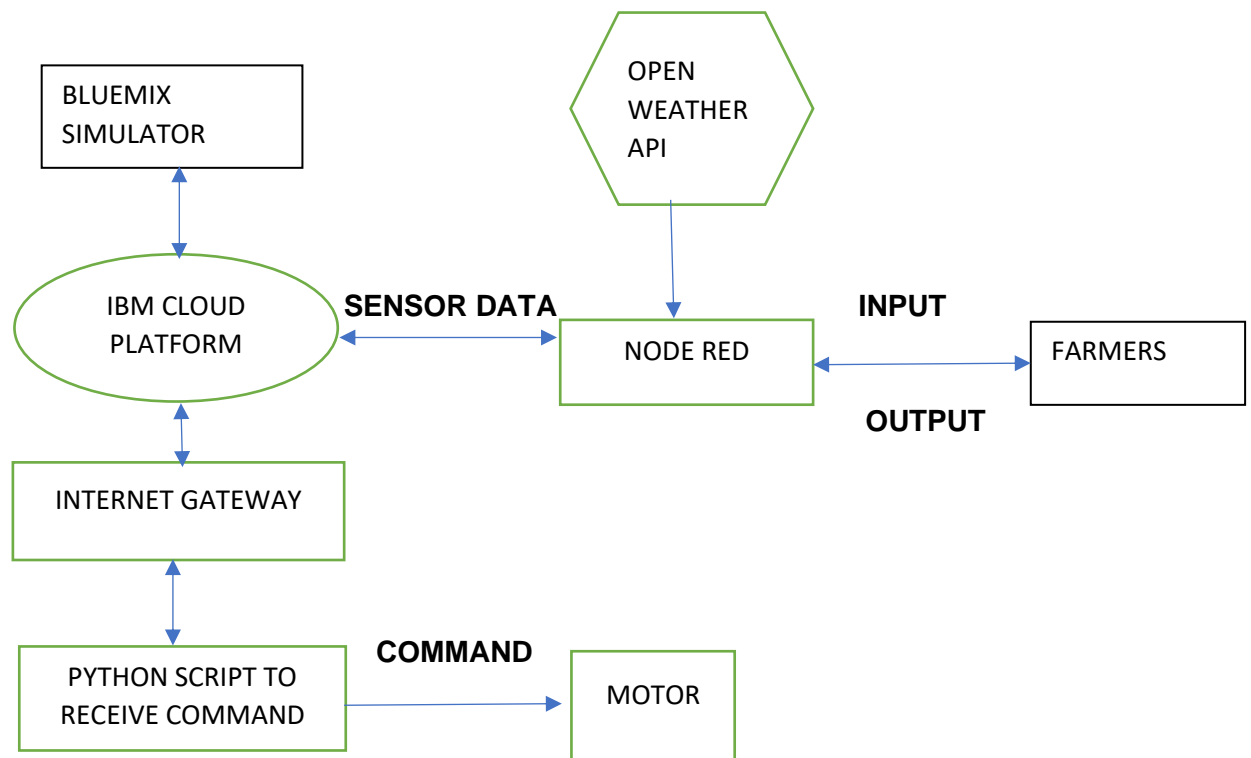 OPEN
WEATHER
API
BLUEMIX
SIMULATOR
IBM CLOUD
PLATFORM
SENSOR DATA
NODE RED
INPUT
FARMERS
OUTPUT
INTERNET GATEWAY
PYTHON SCRIPT TO
RECEIVE COMMAND
COMMAND
MOTOR